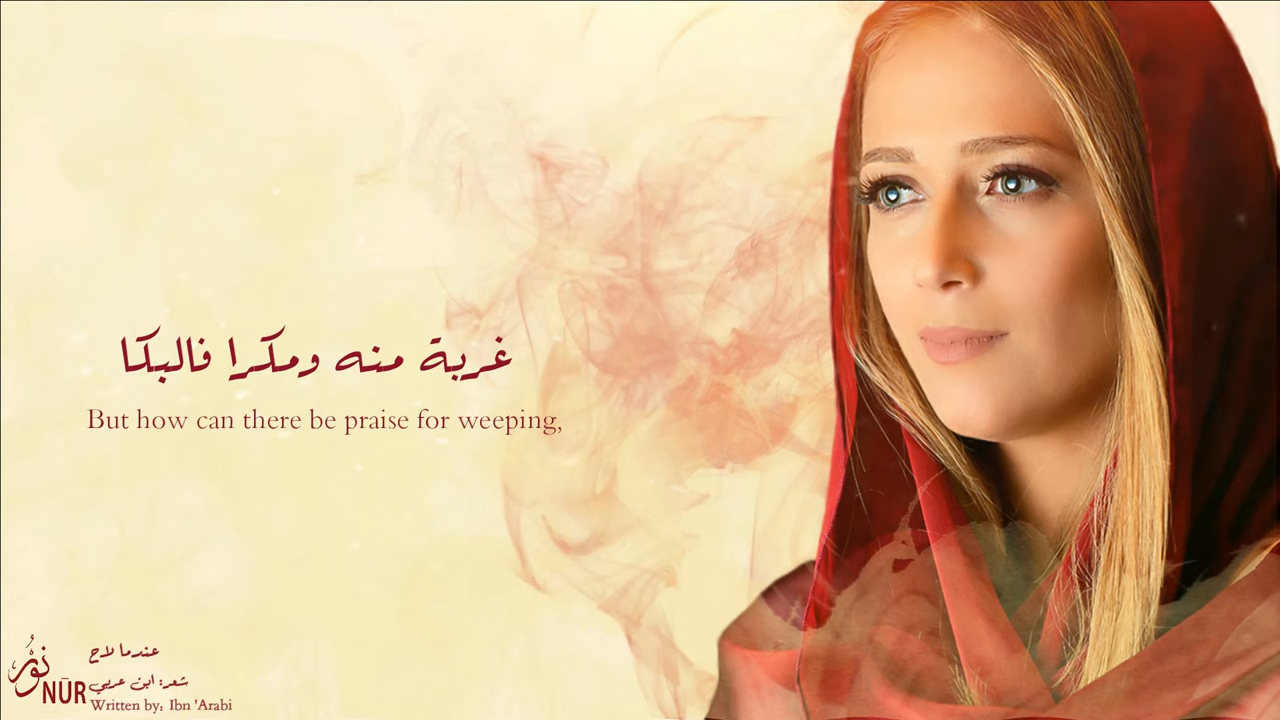 غربة منه ومكرا فالبكا
But how can there be praise for weeping,
عندما لاح
نور
NŪR
شعر: ابن عربي
Written by: Ibn 'Arabi